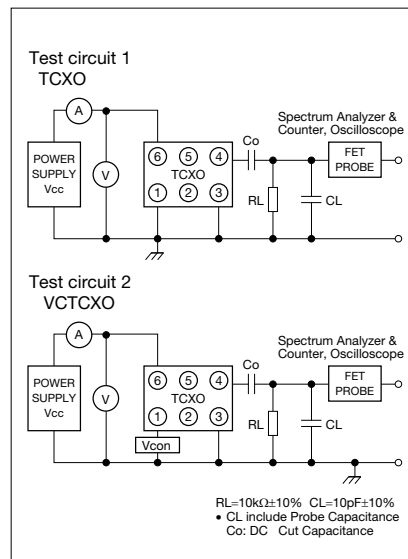 Test circuit 1
TCXO
A
Co
Spectrum Analyzer &
Counter, Oscilloscope
POWER
SUPPLY
Vcc
V
6 5 4
TCXO
1 2 3
RL
CL
FET
PROBE
Test circuit 2
VCTCXO
A
Co
Spectrum Analyzer &
Counter, Oscilloscope
POWER
SUPPLY
Vcc
V
6 5 4
TCXO
1 2 3
Vcon
RL
CL
FET
PROBE
RL=10kΩ±10% CL=10pF±10%
• CL include Probe Capacitance
Co: DC Cut Capacitance